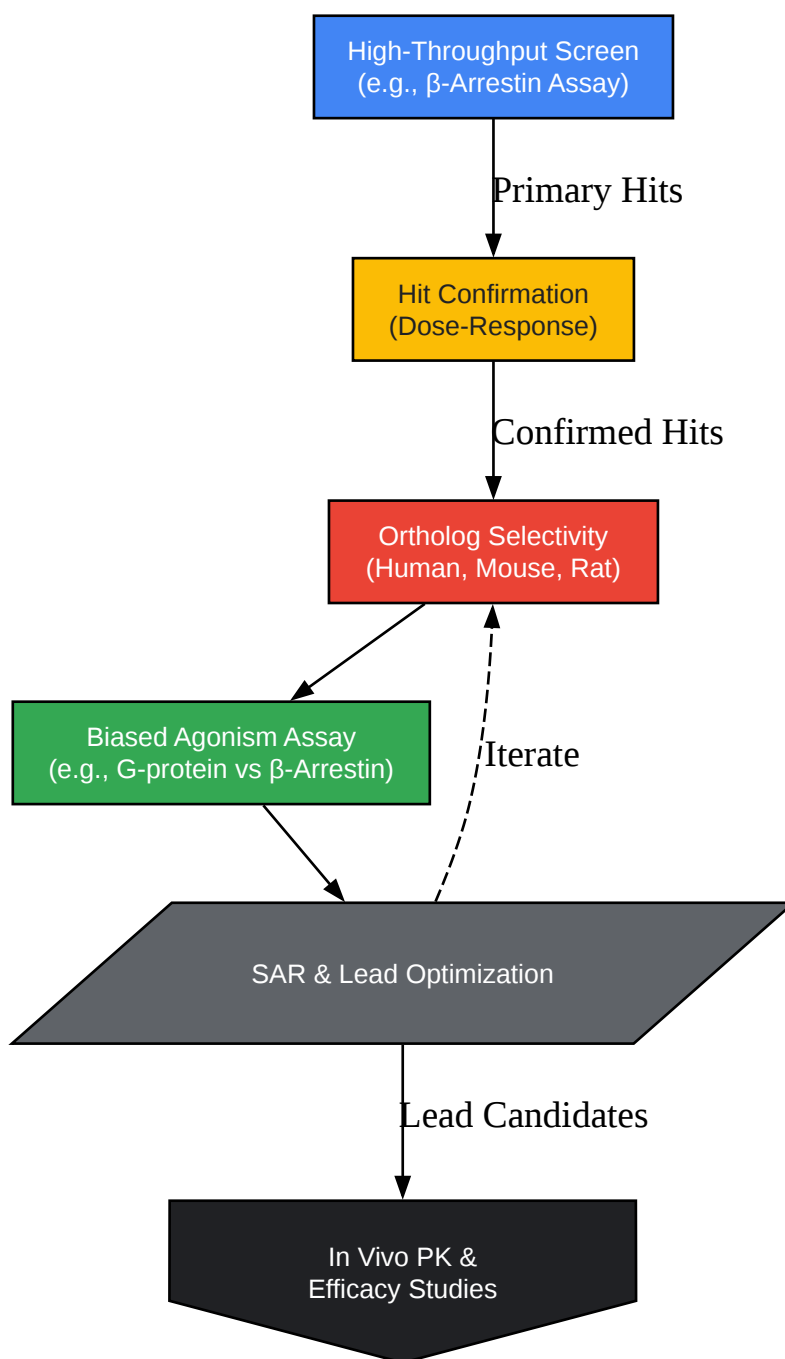 High-Throughput Screen
(e.g., β-Arrestin Assay)
Primary Hits
Hit Confirmation
(Dose-Response)
Confirmed Hits
Ortholog Selectivity
(Human, Mouse, Rat)
Biased Agonism Assay
(e.g., G-protein vs β-Arrestin)
Iterate
SAR & Lead Optimization
Lead Candidates
In Vivo PK &
Efficacy Studies